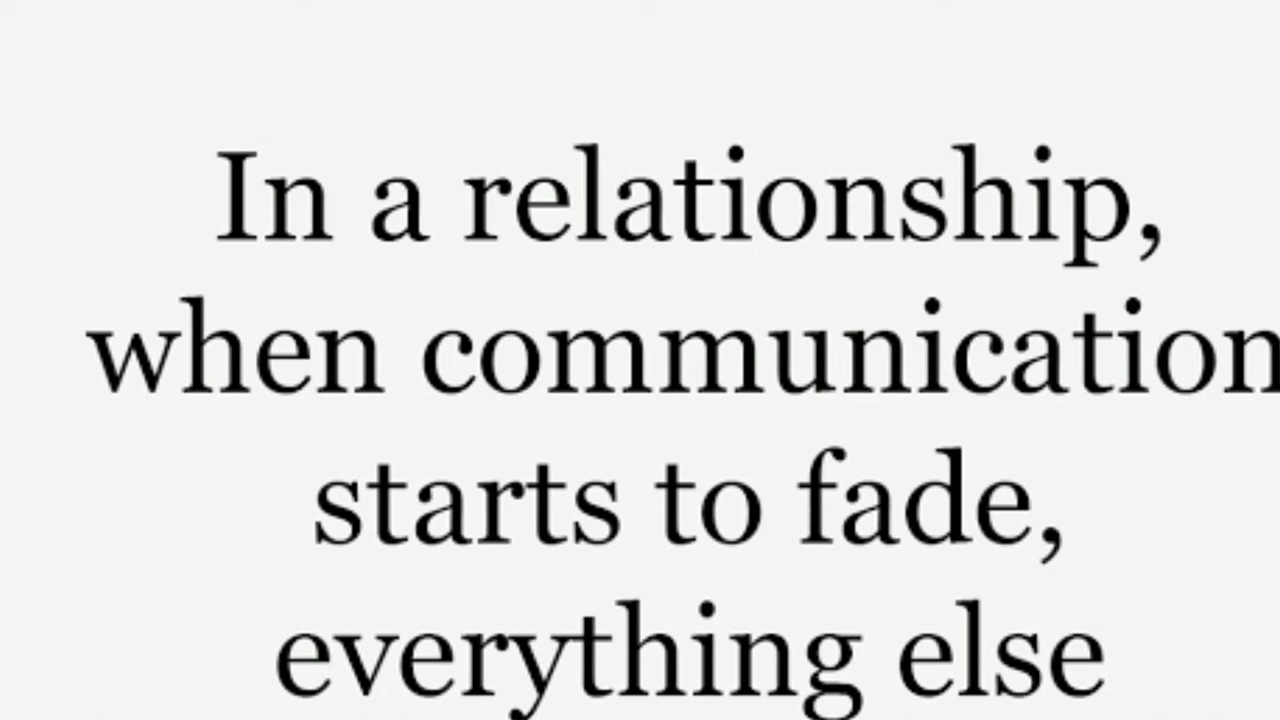 In a relationship,
when communication
starts to fade,
everything else